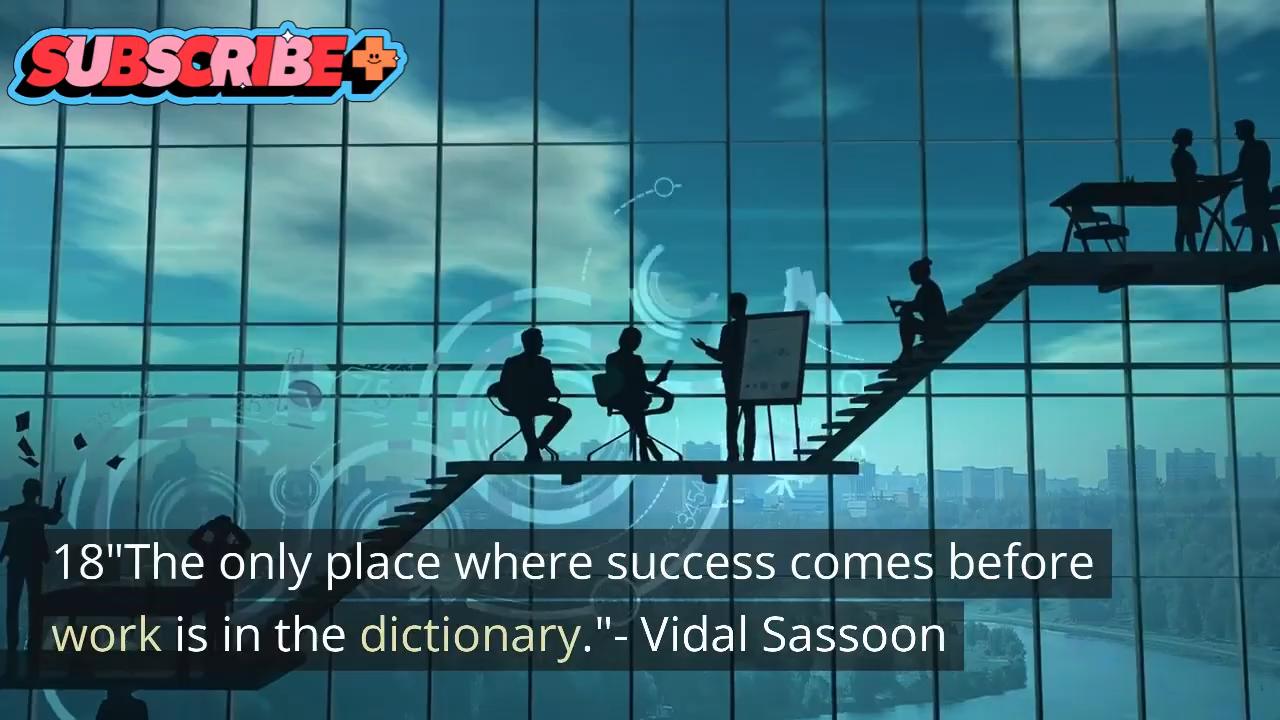 SUBSCRIBE
18"The only place where success comes before
work is in the dictionary."- Vidal Sassoon